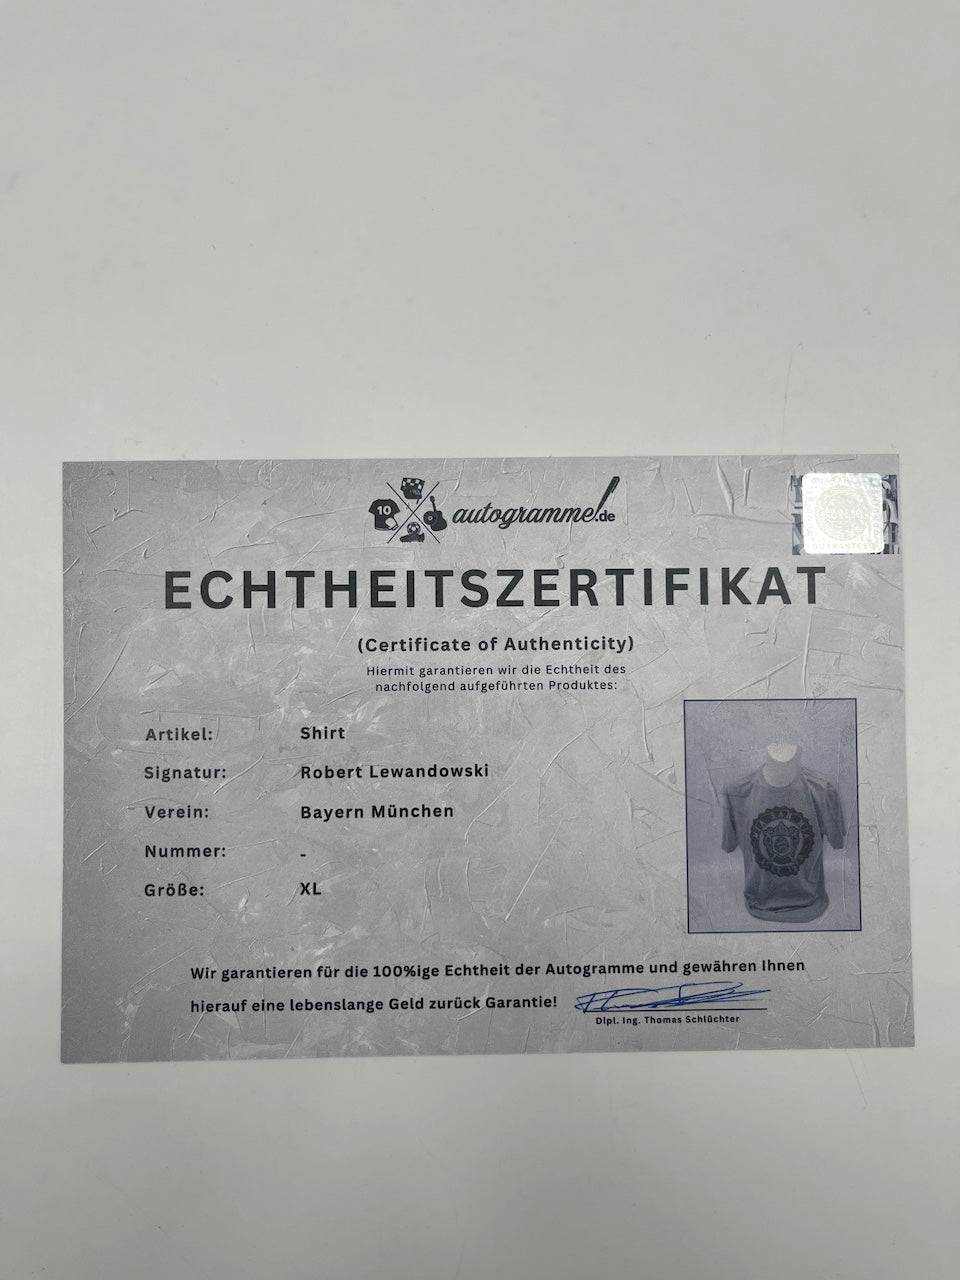 10
autogramme!.de
GUARANTEE
ECHTHEITSZERTIFIKAT
(Certificate of Authenticity)
Hiermit garantieren wir die Echtheit des
nachfolgend aufgeführten Produktes:
Artikel: Shirt
Signatur: Robert Lewandowski
Verein: Bayern München
Nummer: -
Größe: XL
Wir garantieren für die 100%ige Echtheit der Autogramme und gewähren Ihnen
hierauf eine lebenslange Geld zurück Garantie!
Dipl. Ing. Thomas Schlüchter